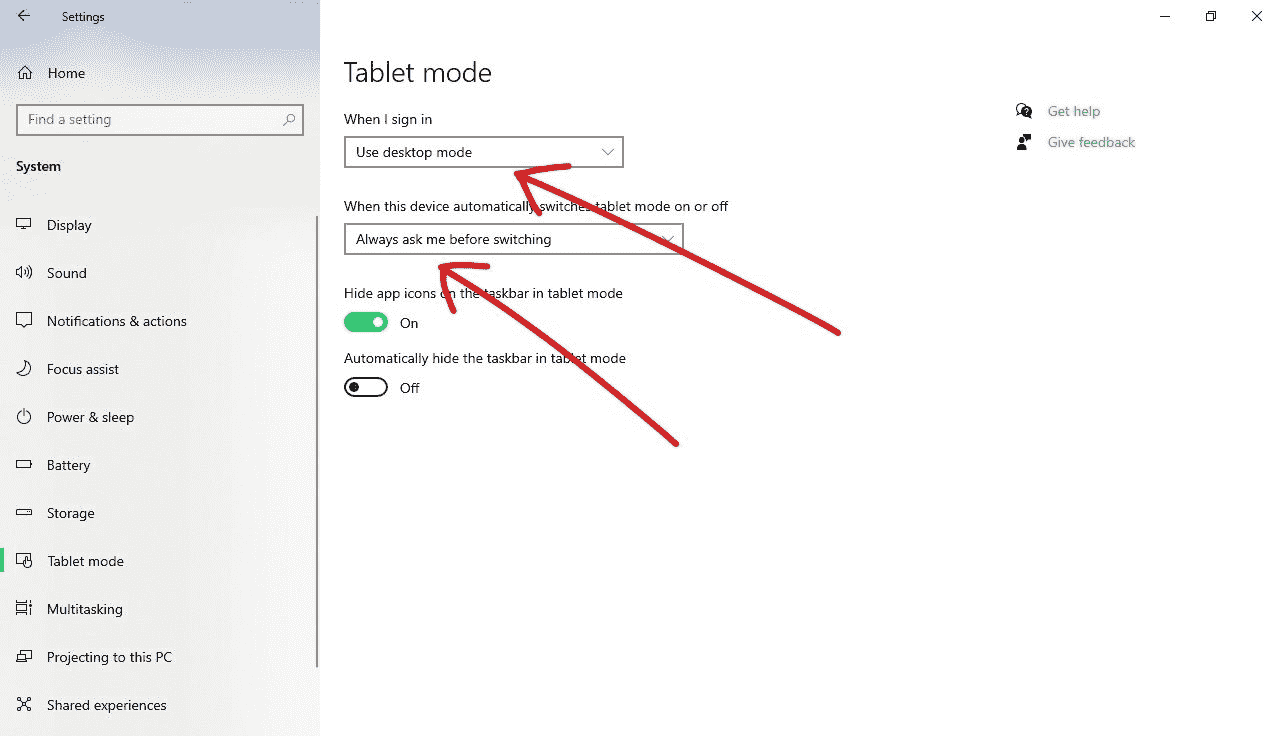 Settings
Home
Find a setting
System
Display
Sound
Notifications & actions
Focus assist
Power & sleep
Battery
Storage
Tablet mode
Multitasking
Projecting to this PC
Shared experiences
Tablet mode
When I sign in
Use desktop mode
When this device automatically switches tablet mode on or off
Always ask me before switching
Hide app icons on the taskbar in tablet mode
On
Automatically hide the taskbar in tablet mode
Off
Get help
Give feedback